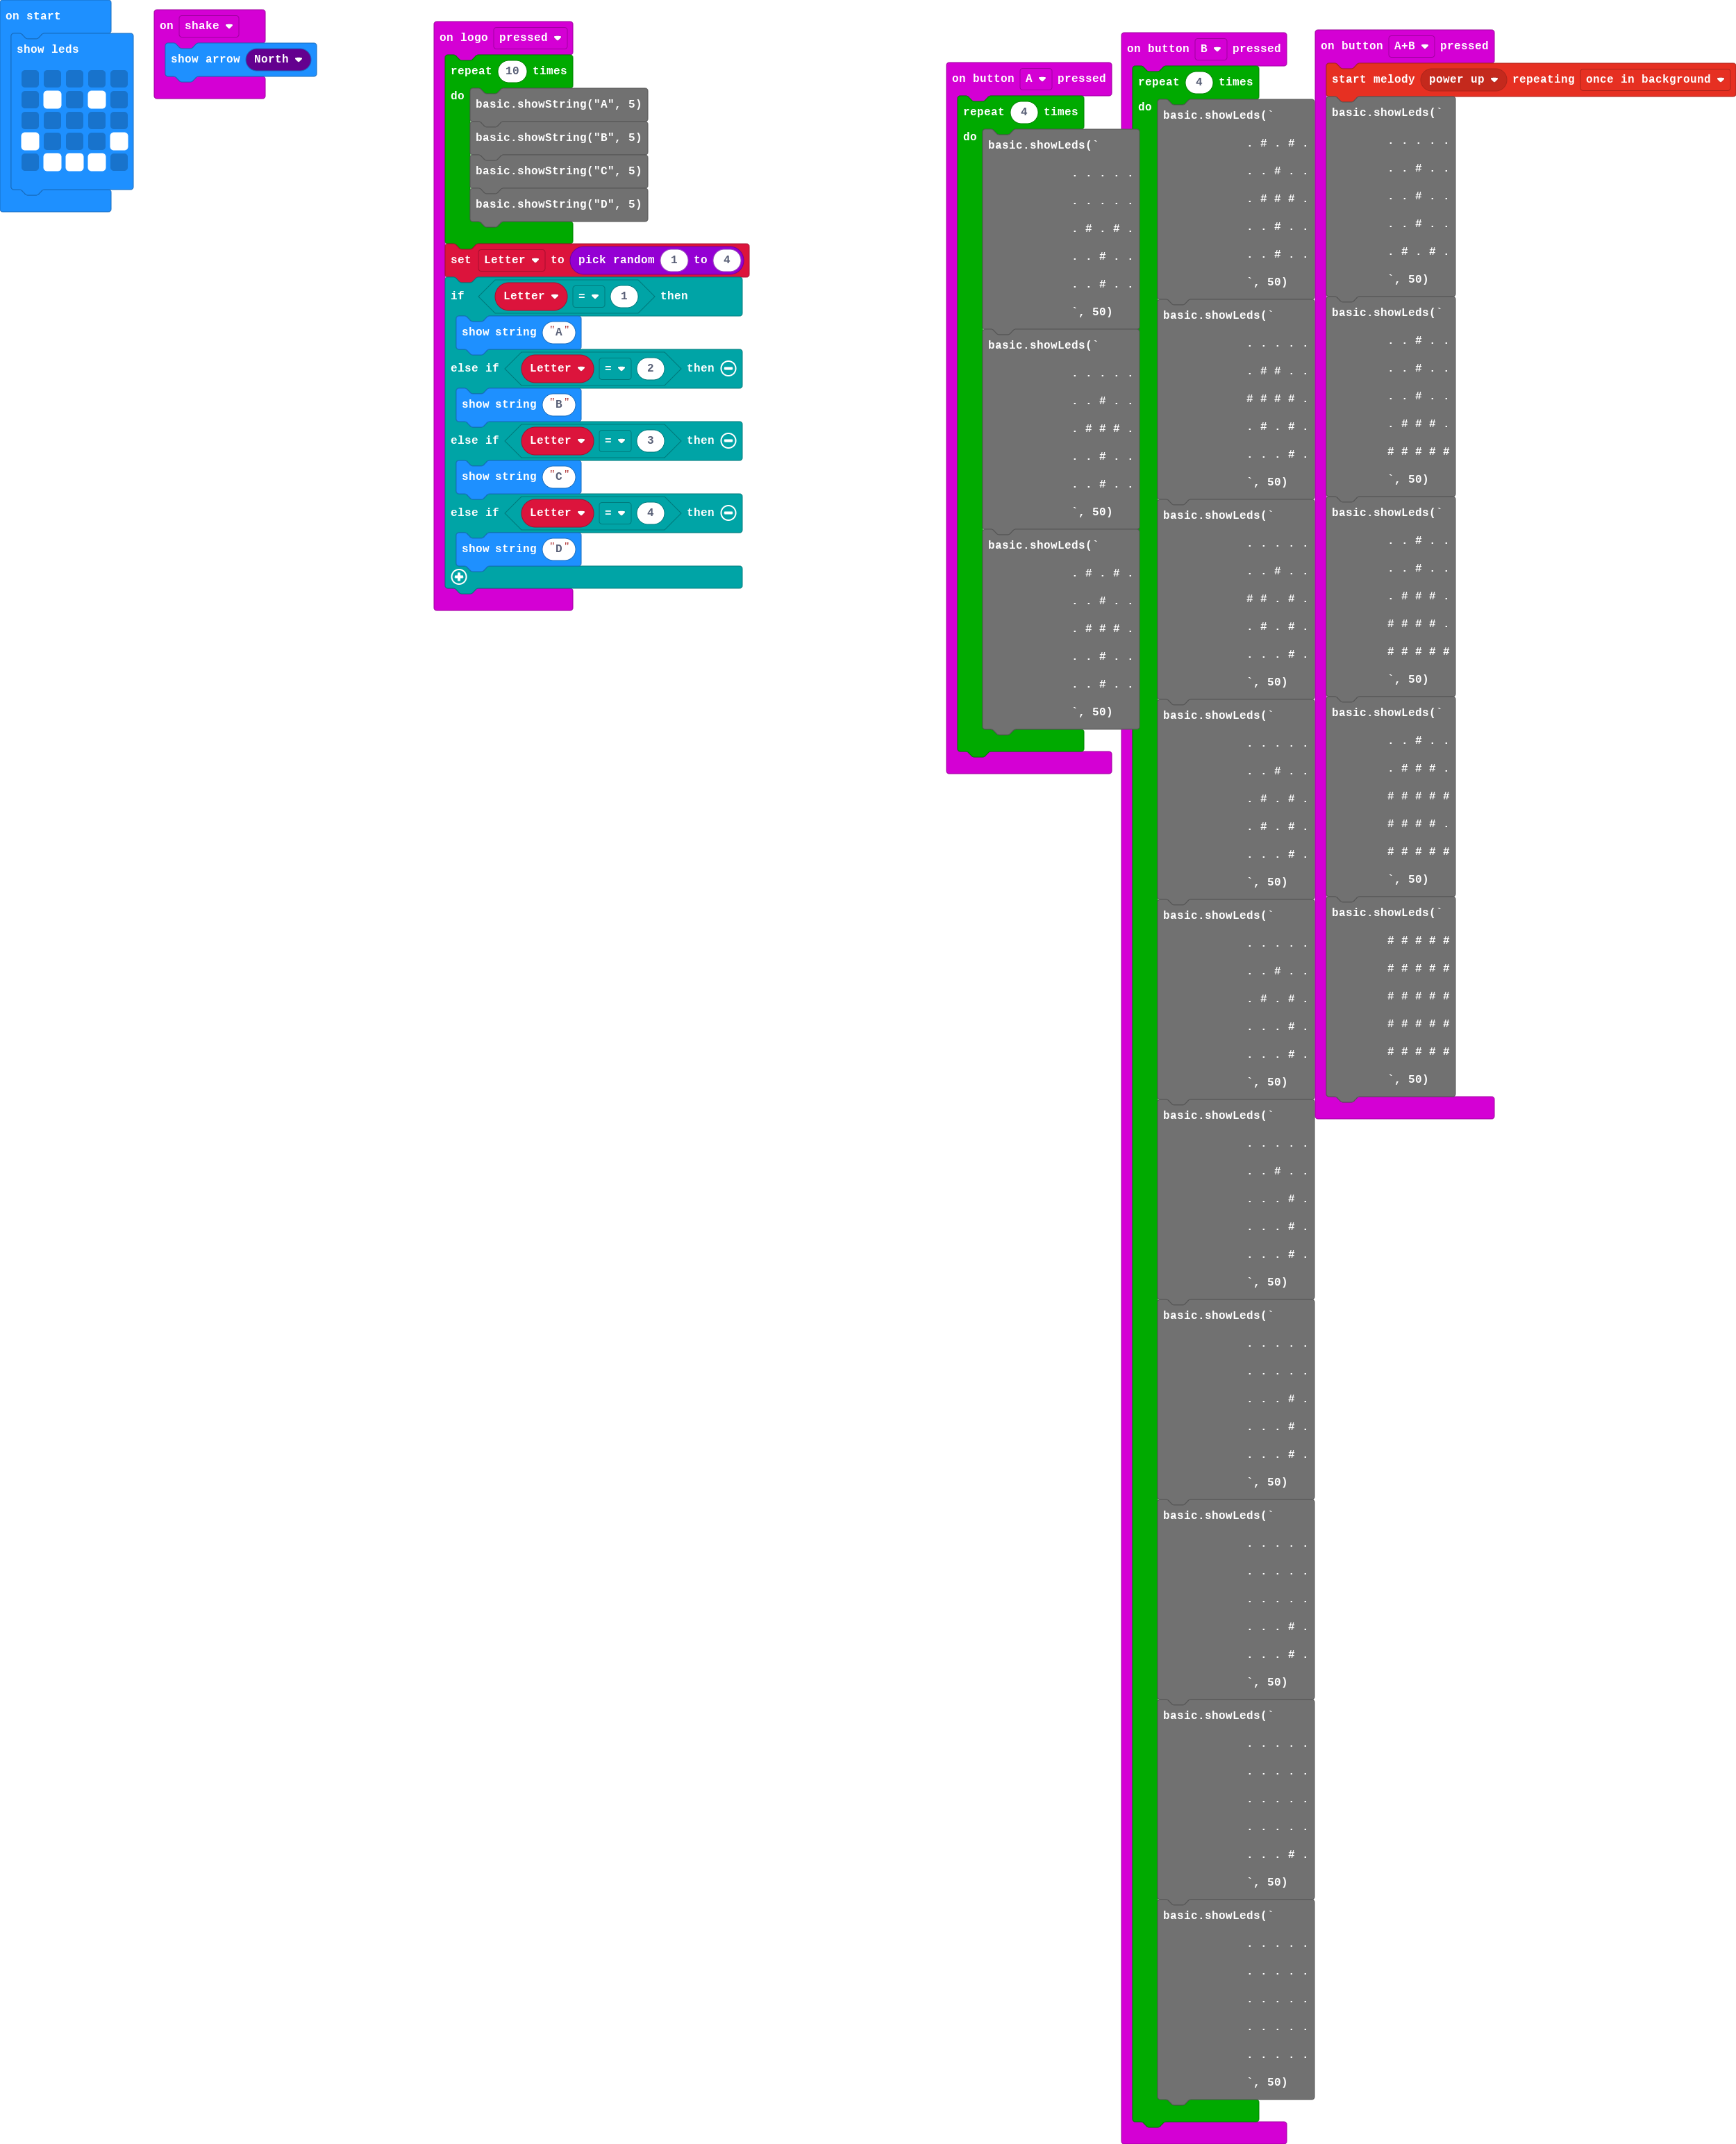 on start
show leds
on shake
show arrow North
on logo pressed
repeat 10 times
do
basic.showString("A", 5)
basic.showString("B", 5)
basic.showString("C", 5)
basic.showString("D", 5)
set Letter to pick random 1 to 4
if Letter = 1 then
show string "A"
else if Letter = 2 then
show string "B"
else if Letter = 3 then
show string "C"
else if Letter = 4 then
show string "D"
on button A pressed
repeat 4 times
do
basic.showLeds(`
. . . . .
. . . . .
. # . # .
. . # . .
. . # . .
`, 50)
basic.showLeds(`
. . . . .
. . # . .
. # # # .
. . # . .
. . # . .
`, 50)
basic.showLeds(`
. # . # .
. . # . .
. # # # .
. . # . .
. . # . .
`, 50)
on button B pressed
repeat 4 times
do
basic.showLeds(`
. # . # .
. . # . .
. # # # .
. . # . .
. . # . .
`, 50)
basic.showLeds(`
. . . . .
. # # . .
# # # # .
. # . # .
. . . # .
`, 50)
basic.showLeds(`
. . . . .
. . # . .
# # . # .
. # . # .
. . . # .
`, 50)
basic.showLeds(`
. . . . .
. . # . .
. # . # .
. # . # .
. . . # .
`, 50)
basic.showLeds(`
. . . . .
. . # . .
. # . # .
. . . # .
. . . # .
`, 50)
basic.showLeds(`
. . . . .
. . # . .
. . . # .
. . . # .
. . . # .
`, 50)
basic.showLeds(`
. . . . .
. . . . .
. . . # .
. . . # .
. . . # .
`, 50)
basic.showLeds(`
. . . . .
. . . . .
. . . . .
. . . # .
. . . # .
`, 50)
basic.showLeds(`
. . . . .
. . . . .
. . . . .
. . . . .
. . . # .
`, 50)
basic.showLeds(`
. . . . .
. . . . .
. . . . .
. . . . .
. . . . .
`, 50)
on button A+B pressed
start melody power up repeating once in background
basic.showLeds(`
. . . . .
. . # . .
. . # . .
. . # . .
. # . # .
`, 50)
basic.showLeds(`
. . # . .
. . # . .
. . # . .
. # # # .
# # # # #
`, 50)
basic.showLeds(`
. . # . .
. . # . .
. # # # .
# # # # .
# # # # #
`, 50)
basic.showLeds(`
. . # . .
. # # # .
# # # # #
# # # # .
# # # # #
`, 50)
basic.showLeds(`
# # # # #
# # # # #
# # # # #
# # # # #
# # # # #
`, 50)